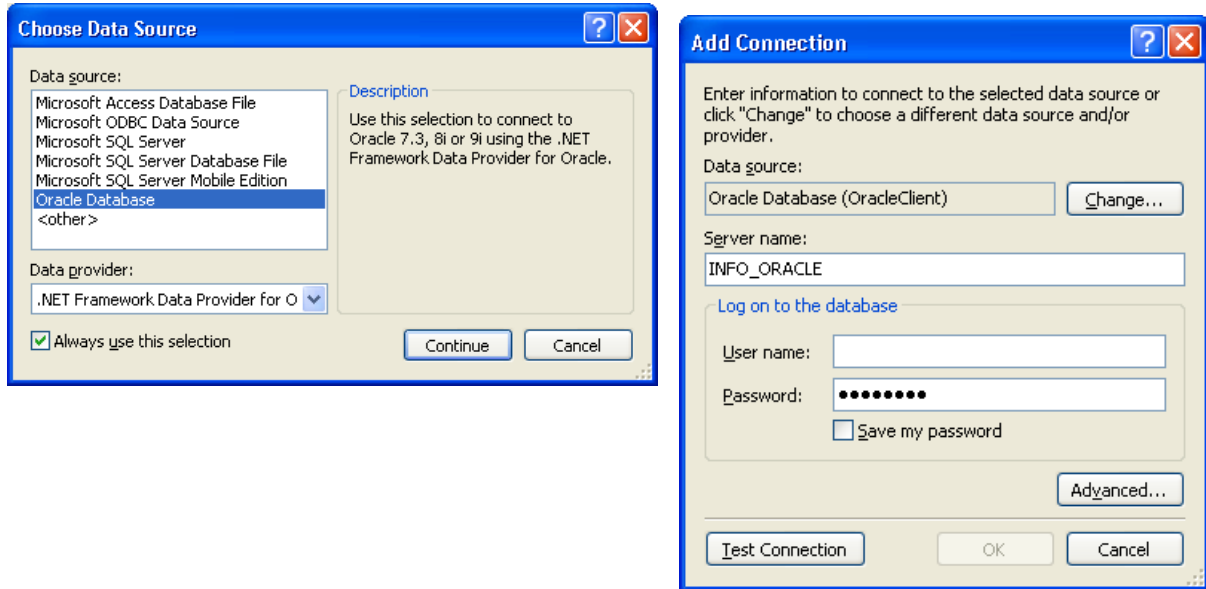 Choose Data Source
Data source:
Microsoft Access Database File
Microsoft ODBC Data Source
Microsoft SQL Server
Microsoft SQL Server Database File
Microsoft SQL Server Mobile Edition
Oracle Database
<other>
Description
Use this selection to connect to
Oracle 7.3, 8i or 9i using the .NET
Framework Data Provider for Oracle.
Data provider:
.NET Framework Data Provider for O
Always use this selection
Continue
Cancel
Add Connection
Enter information to connect to the selected data source or
click "Change" to choose a different data source and/or
provider.
Data source:
Oracle Database (OracleClient)
Change...
Server name:
INFO_ORACLE
Log on to the database
User name:
Password:
●●●●●●●●
Save my password
Advanced...
Test Connection
OK
Cancel